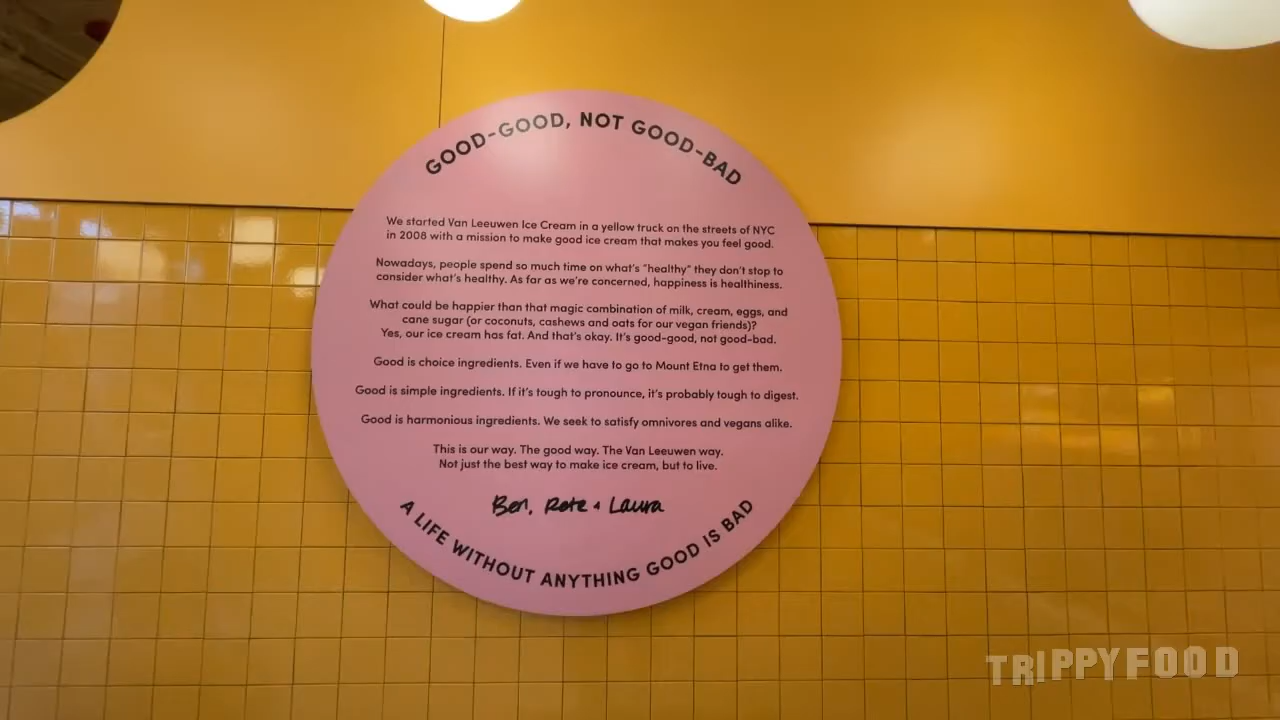 GOOD-GOOD, NOT GOOD-BAD
We started Van Leeuwen Ice Cream in a yellow truck on the streets of NYC
in 2008 with a mission to make good ice cream that makes you feel good.
Nowadays, people spend so much time on what's "healthy" they don't stop to
consider what's healthy. As far as we're concerned, happiness is healthiness.
What could be happier than that magic combination of milk, cream, eggs, and
cane sugar (or coconuts, cashews and oats for our vegan friends)?
Yes, our ice cream has fat. And that's okay. It's good-good, not good-bad.
Good is choice ingredients. Even if we have to go to Mount Etna to get them.
Good is simple ingredients. If it's tough to pronounce, it's probably tough to digest.
Good is harmonious ingredients. We seek to satisfy omnivores and vegans alike.
This is our way. The good way. The Van Leeuwen way.
Not just the best way to make ice cream, but to live.
Ben, Pete + Laura
A LIFE WITHOUT ANYTHING GOOD IS BAD
TRIPPYFOOD